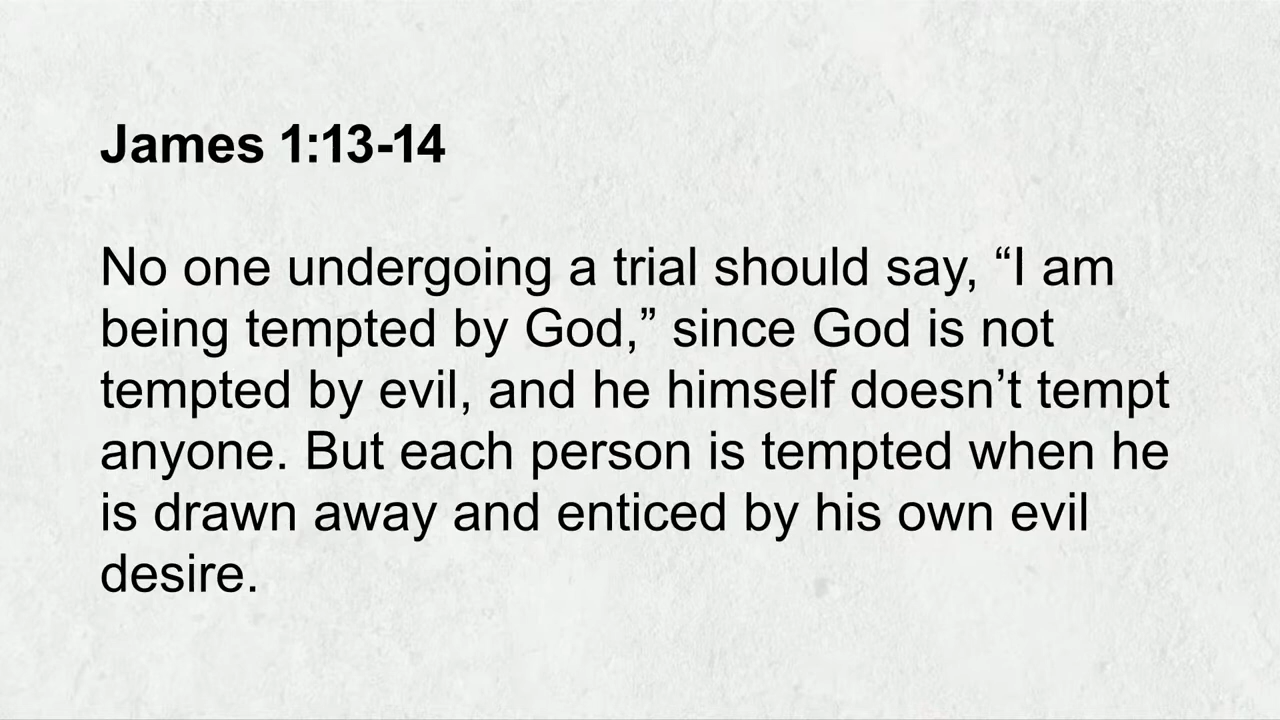 James 1:13-14
No one undergoing a trial should say, “I am
being tempted by God,” since God is not
tempted by evil, and he himself doesn’t tempt
anyone. But each person is tempted when he
is drawn away and enticed by his own evil
desire.